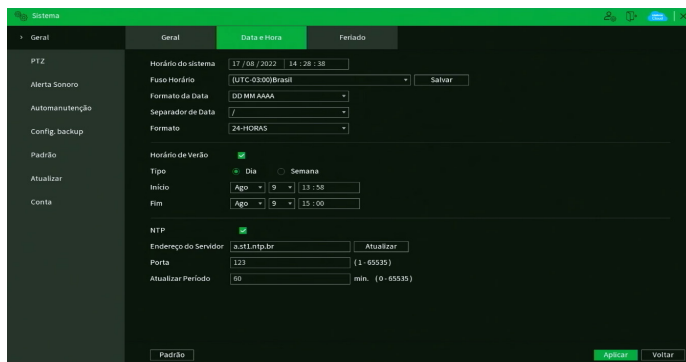 Sistema
Geral
PTZ
Alerta Sonoro
Automanutenção
Config. backup
Padrão
Atualizar
Conta
Geral Data e Hora Feriado
Horário do sistema 17 / 08 / 2022 14 : 28 : 38
Fuso Horário (UTC-03:00)Brasil Salvar
Formato da Data DD MM AAAA
Separador de Data /
Formato 24-HORAS
Horário de Verão
Tipo Dia Semana
Início Ago 9 13 : 58
Fim Ago 9 15 : 00
NTP
Endereço do Servidor a.st1.ntp.br Atualizar
Porta 123 (1 - 65535)
Atualizar Período 60 min. (0 - 65535)
Padrão Aplicar Voltar